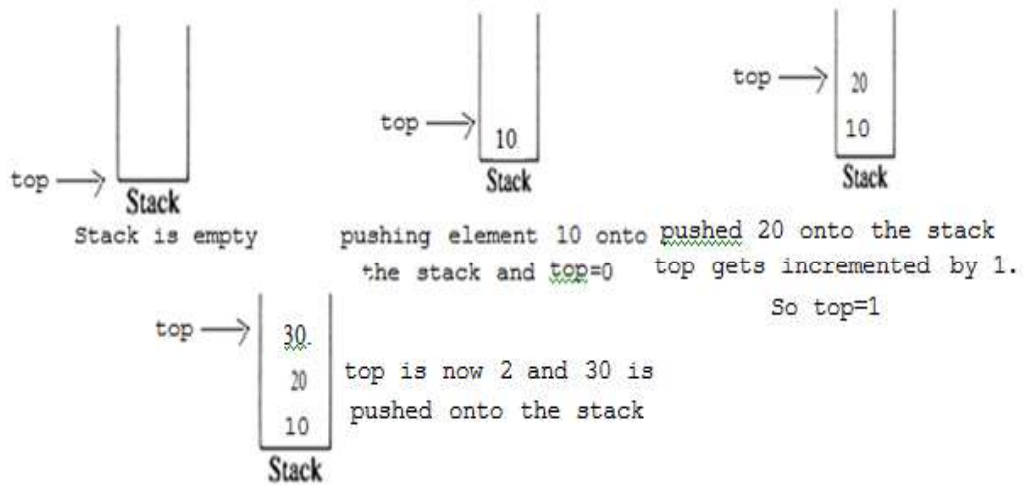 top
Stack
Stack is empty
top
10
Stack
pushing element 10 onto
the stack and top=0
top
20
10
Stack
pushed 20 onto the stack
top gets incremented by 1.
So top=1
top
30
20
10
Stack
top is now 2 and 30 is
pushed onto the stack